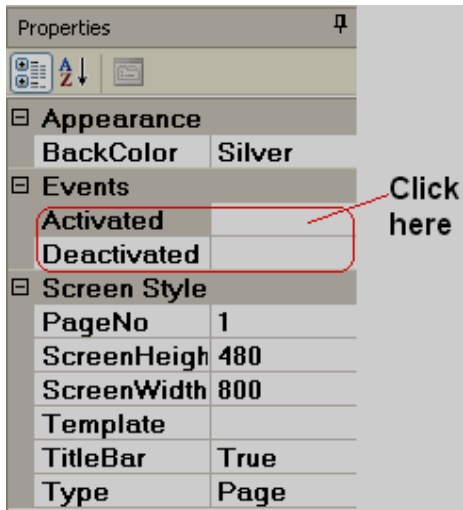 Properties
A
Z
Appearance
BackColor Silver
Events
Activated
Click
here
Deactivated
Screen Style
PageNo 1
ScreenHeigh 480
ScreenWidth 800
Template
TitleBar True
Type Page